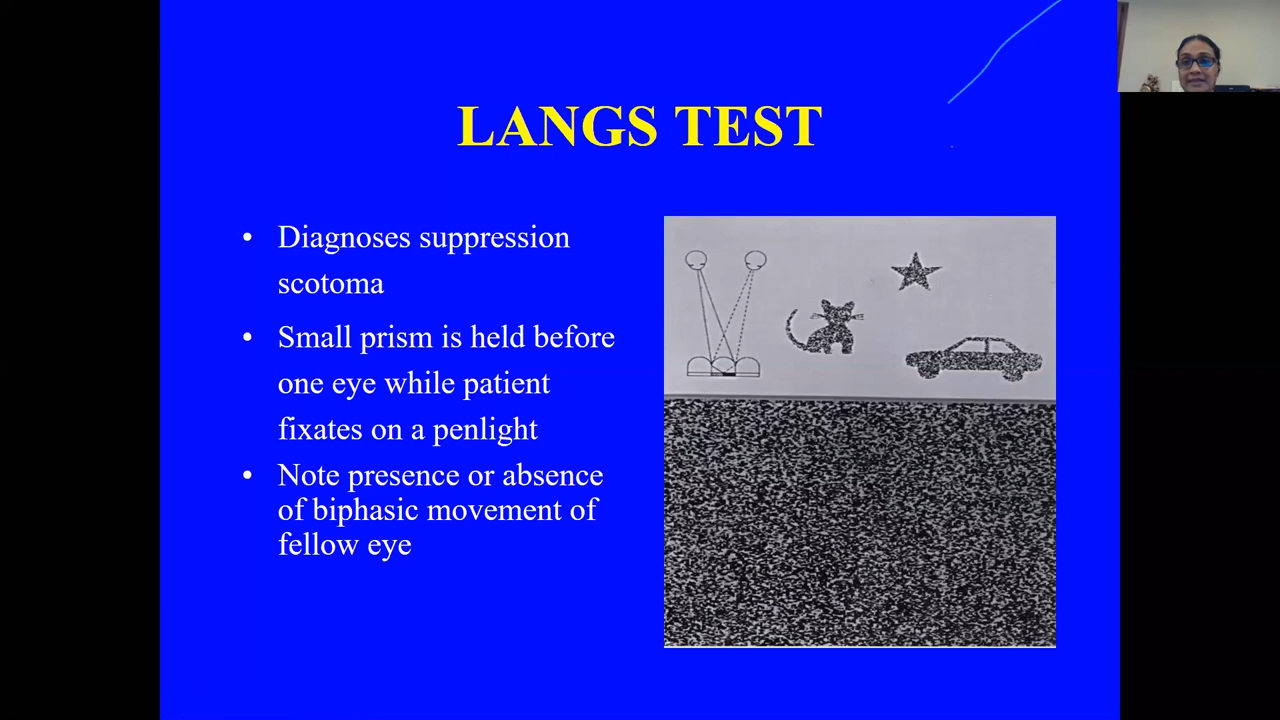 LANGS TEST
• Diagnoses suppression
scotoma
• Small prism is held before
one eye while patient
fixates on a penlight
• Note presence or absence
of biphasic movement of
fellow eye